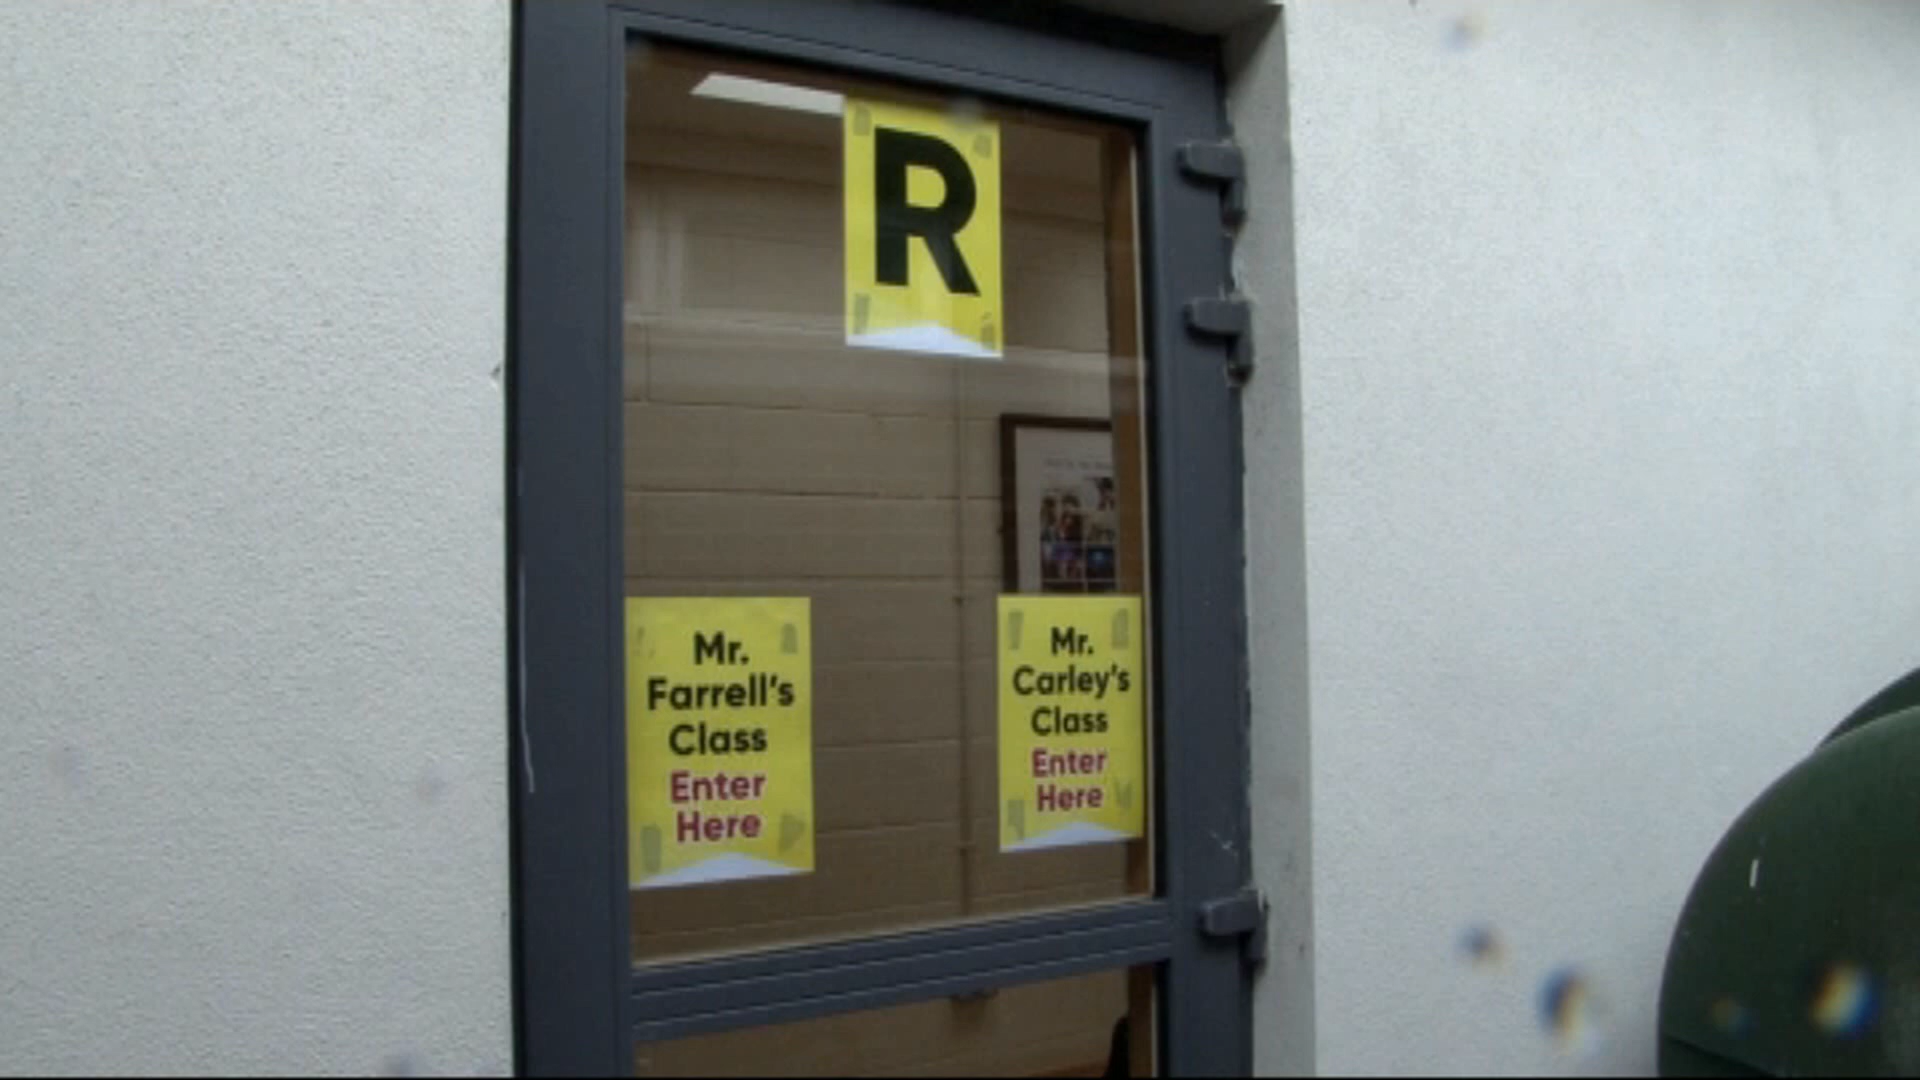 R
Mr.
Farrell's
Class
Enter
Here
Mr.
Carley's
Class
Enter
Here